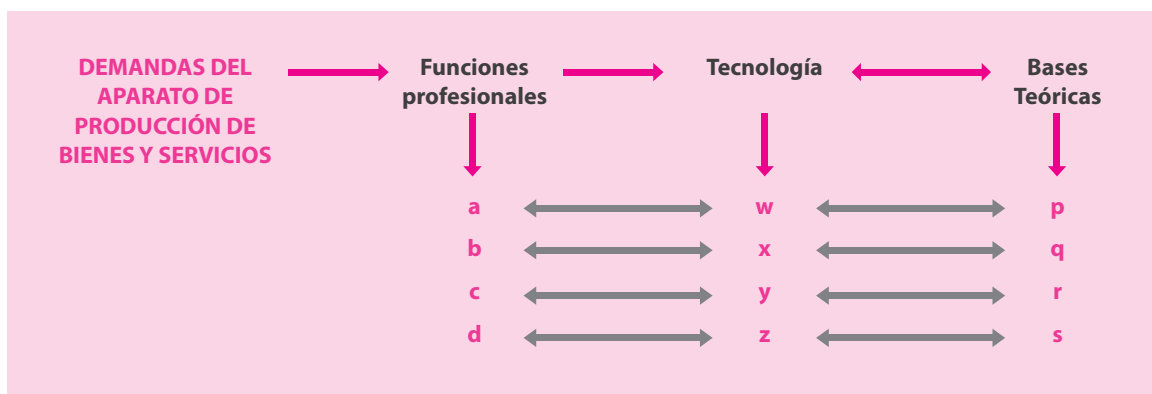 DEMANDAS DEL
APARATO DE
PRODUCCIÓN DE
BIENES Y SERVICIOS
Funciones
profesionales
Tecnología
Bases
Teóricas
a
w
p
b
x
q
c
y
r
d
z
s